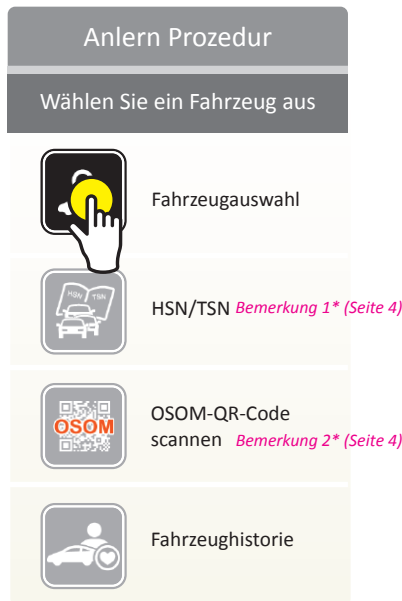 Anlern Prozedur
Wählen Sie ein Fahrzeug aus
Fahrzeugauswahl
HSN TSN
HSN/TSN Bemerkung 1* (Seite 4)
OSOM
OSOM-QR-Code
scannen Bemerkung 2* (Seite 4)
Fahrzeughistorie